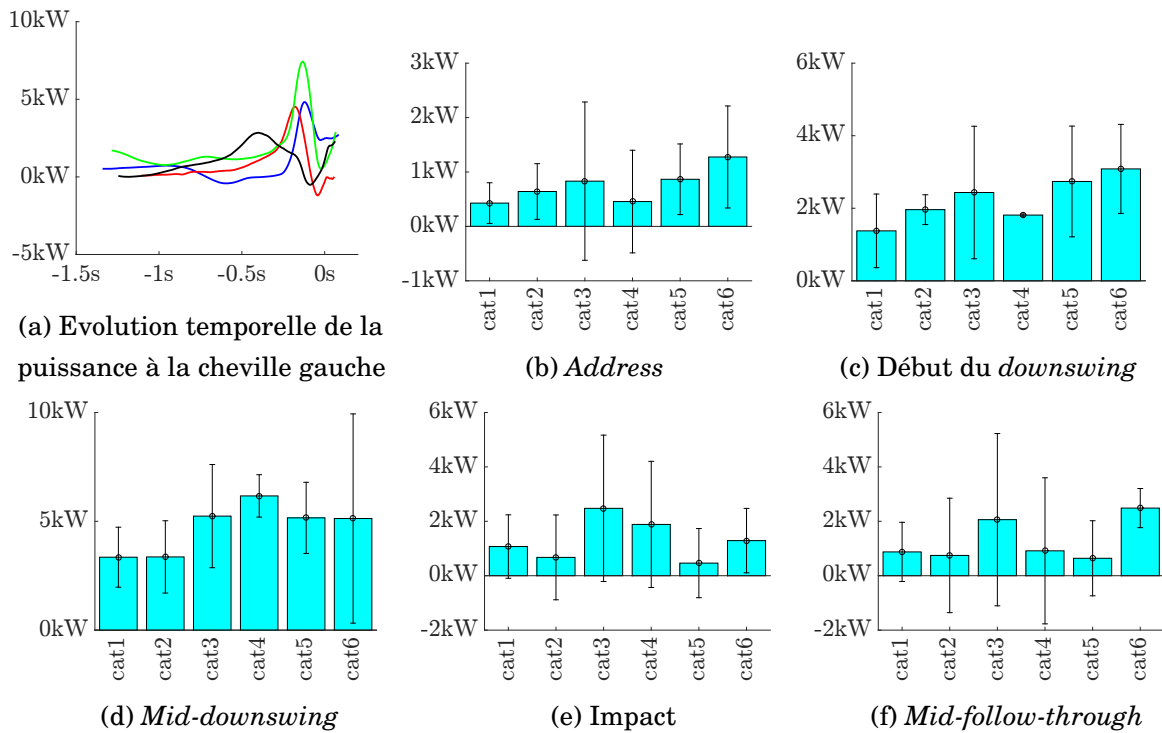 10kW
5kW
0kW
-5kW
-1.5s -1s -0.5s 0s
(a) Evolution temporelle de la
puissance à la cheville gauche
3kW
2kW
1kW
0kW
-1kW
cat1 cat2 cat3 cat4 cat5 cat6
(b) Address
6kW
4kW
2kW
0kW
cat1 cat2 cat3 cat4 cat5 cat6
(c) Début du downswing
10kW
5kW
0kW
cat1 cat2 cat3 cat4 cat5 cat6
(d) Mid-downswing
6kW
4kW
2kW
0kW
-2kW
cat1 cat2 cat3 cat4 cat5 cat6
(e) Impact
6kW
4kW
2kW
0kW
-2kW
cat1 cat2 cat3 cat4 cat5 cat6
(f) Mid-follow-through